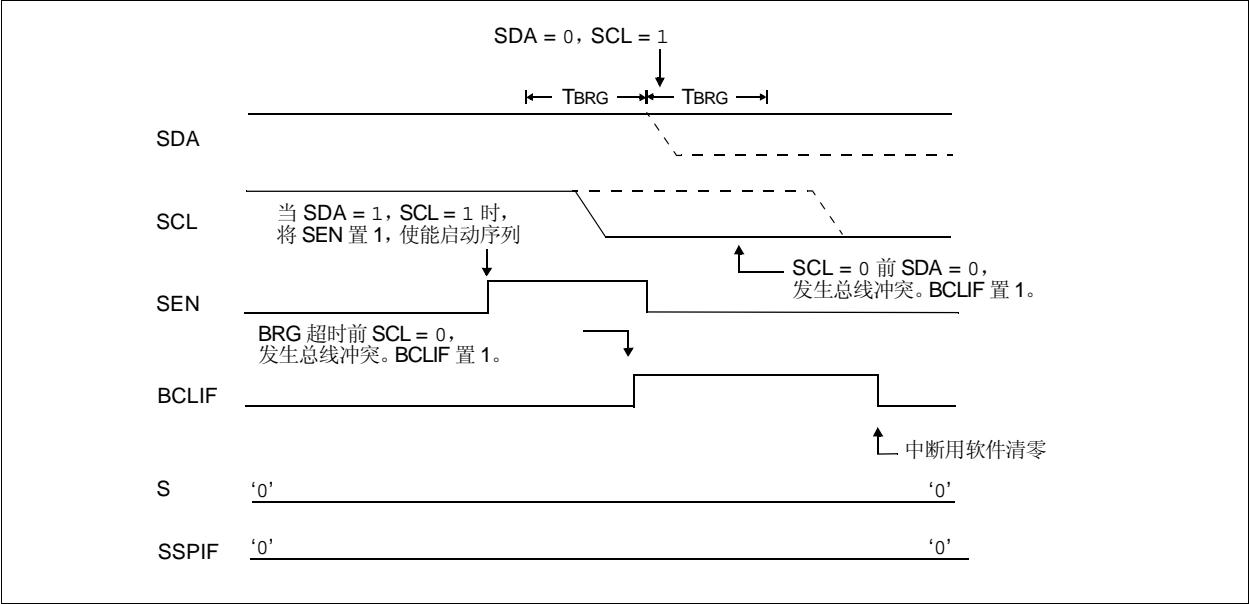 SDA = 0, SCL = 1
TBRG
TBRG
SDA
SCL
当 SDA = 1, SCL = 1 时,
将 SEN 置 1, 使能启动序列
SCL = 0 前 SDA = 0,
发生总线冲突。BCLIF 置 1。
SEN
BRG 超时前 SCL = 0,
发生总线冲突。BCLIF 置 1。
BCLIF
中断用软件清零
S
‘0’
‘0’
SSPIF
‘0’
‘0’